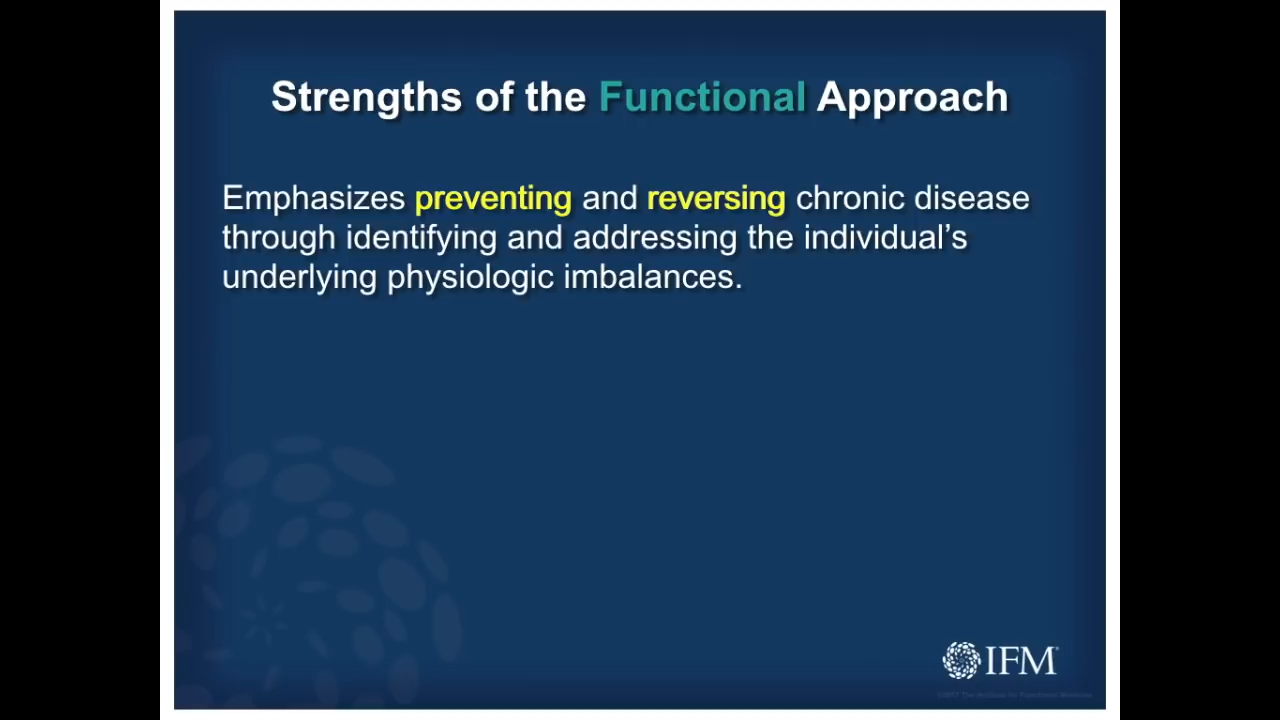 Strengths of the Functional Approach
Emphasizes preventing and reversing chronic disease
through identifying and addressing the individual’s
underlying physiologic imbalances.
IFM